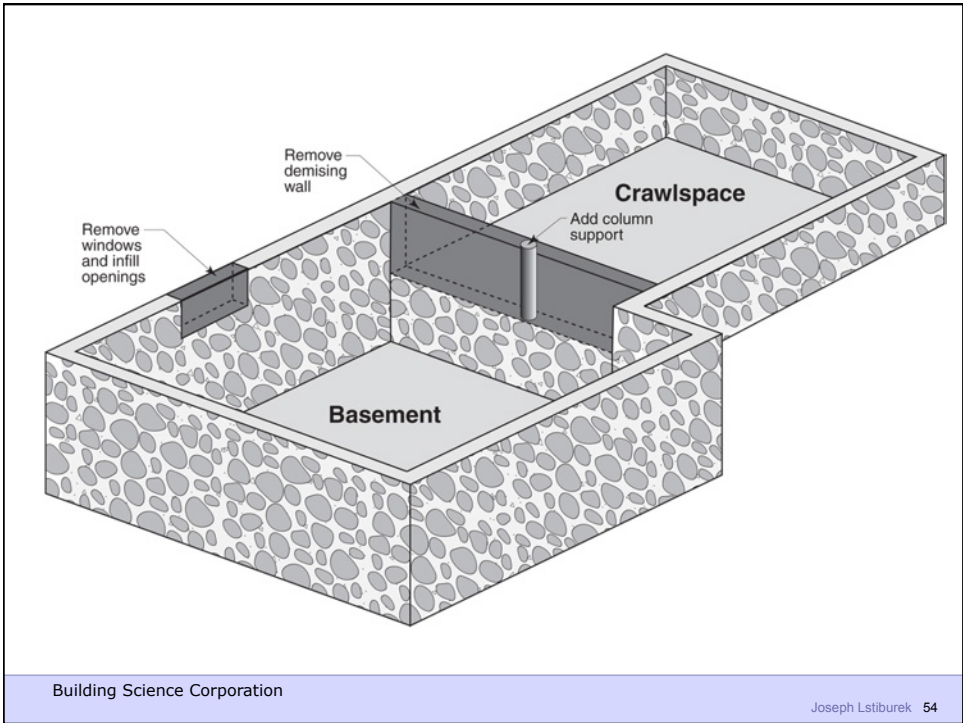 Remove
demising
wall
Crawlspace
Add column
support
Remove
windows
and infill
openings
Basement
Building Science Corporation
Joseph Lstiburek 54